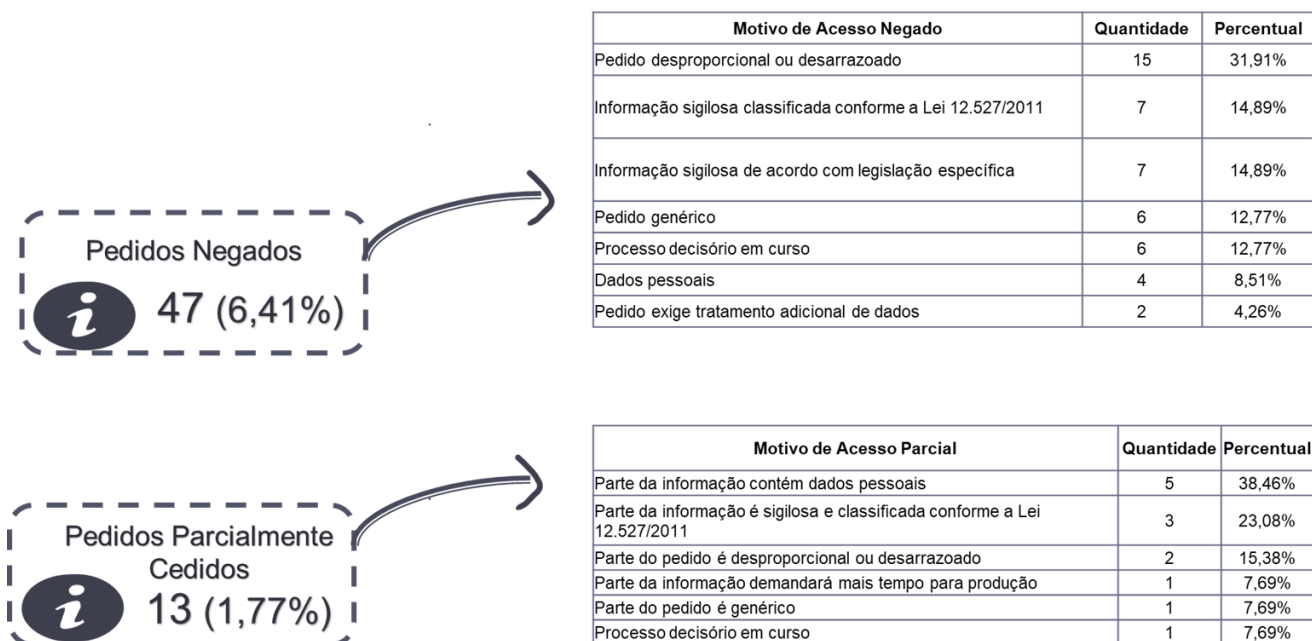 Motivo de Acesso Negado Quantidade Percentual
Pedido desproporcional ou desarrazoado 15 31,91%
Informação sigilosa classificada conforme a Lei 12.527/2011 7 14,89%
Informação sigilosa de acordo com legislação específica 7 14,89%
Pedido genérico 6 12,77%
Processo decisório em curso 6 12,77%
Dados pessoais 4 8,51%
Pedido exige tratamento adicional de dados 2 4,26%
Pedidos Negados
i 47 (6,41%)
Motivo de Acesso Parcial Quantidade Percentual
Parte da informação contém dados pessoais 5 38,46%
Parte da informação é sigilosa e classificada conforme a Lei
12.527/2011 3 23,08%
Parte do pedido é desproporcional ou desarrazoado 2 15,38%
Parte da informação demandará mais tempo para produção 1 7,69%
Parte do pedido é genérico 1 7,69%
Processo decisório em curso 1 7,69%
Pedidos Parcialmente
Cedidos
i 13 (1,77%)